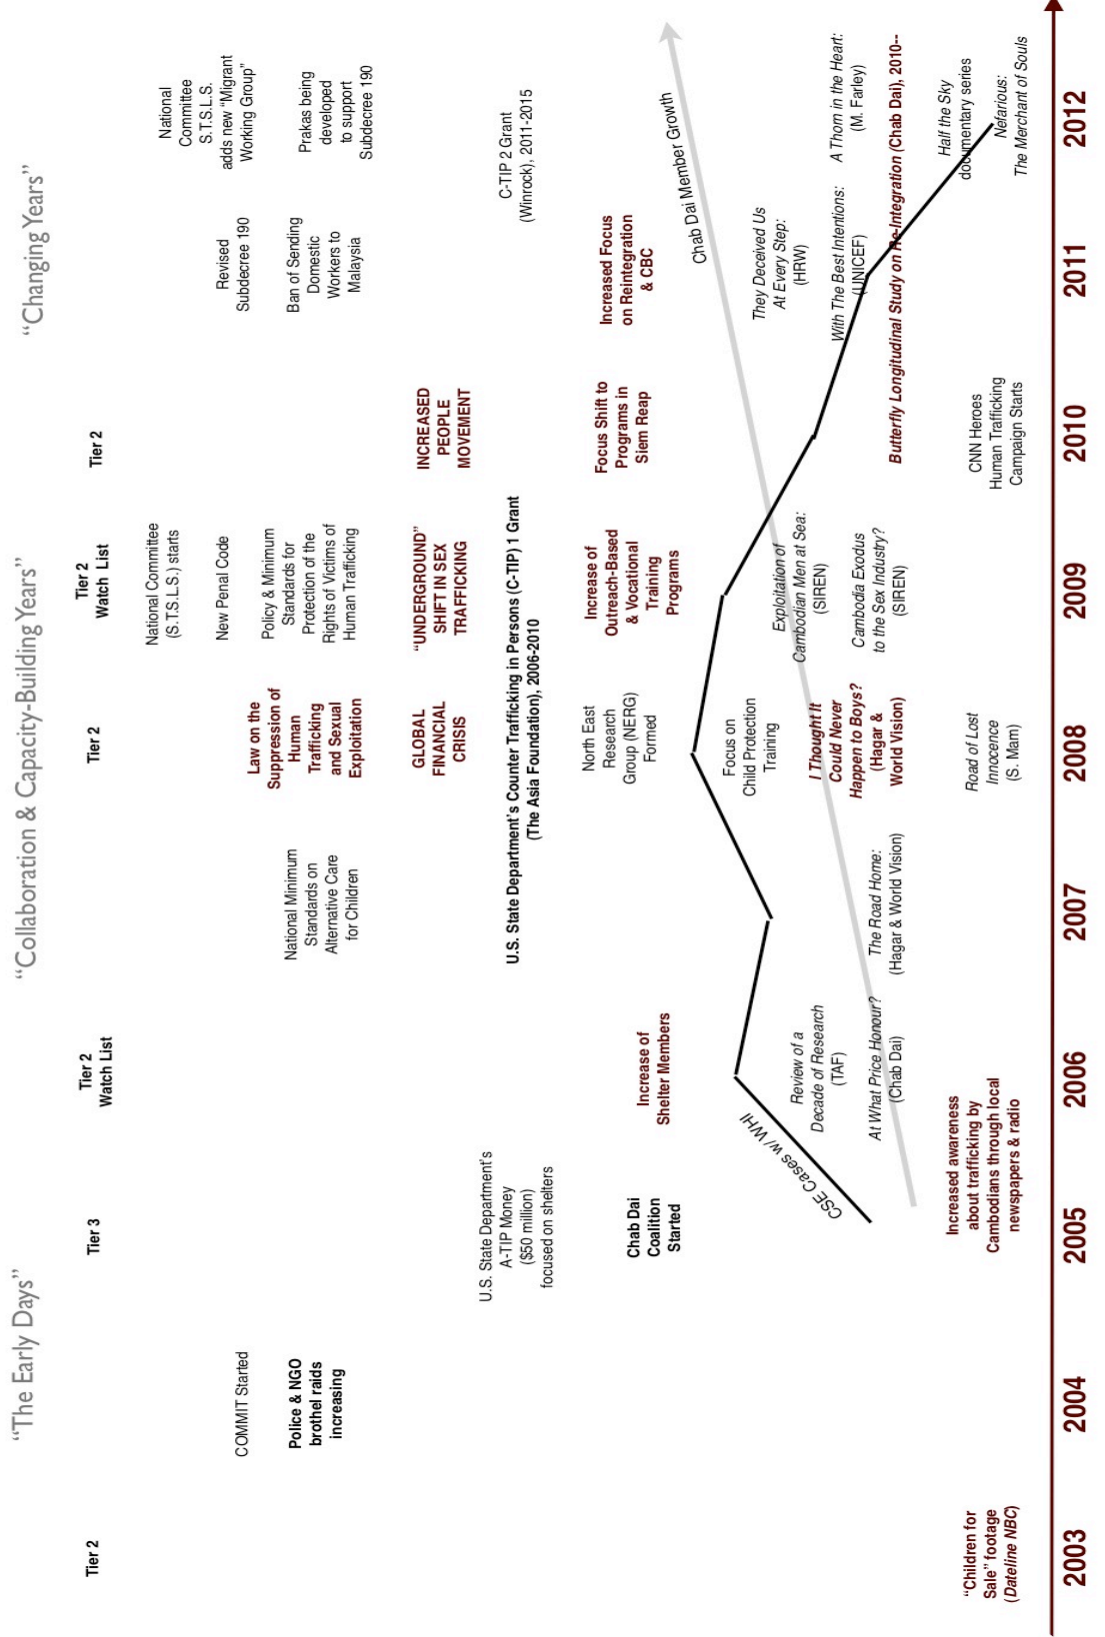 “The Early Days”
“Collaboration & Capacity-Building Years”
“Changing Years”
Tier 2
Tier 3
Tier 2
Watch List
Tier 2
Tier 2
Watch List
Tier 2
COMMIT Started
Police & NGO
brothel raids
increasing
National Minimum
Standards on
Alternative Care
for Children
Law on the
Suppression of
Human
Trafficking
and Sexual
Exploitation
National Committee
(S.T.S.L.S.) starts
New Penal Code
Policy & Minimum
Standards for
Protection of the
Rights of Victims of
Human Trafficking
Revised
Subdecree 190
Ban of Sending
Domestic
Workers to
Malaysia
National
Committee
S.T.S.L.S.
adds new “Migrant
Working Group”
Prakas being
developed
to support
Subdecree 190
GLOBAL
FINANCIAL
CRISIS
“UNDERGROUND”
SHIFT IN SEX
TRAFFICKING
INCREASED
PEOPLE
MOVEMENT
U.S. State Department’s
A-TIP Money
($50 million)
focused on shelters
U.S. State Department’s Counter Trafficking in Persons (C-TIP) 1 Grant
(The Asia Foundation), 2006-2010
C-TIP 2 Grant
(Winrock), 2011-2015
Chab Dai
Coalition
Started
Increase of
Shelter Members
North East
Research
Group (NERG)
Formed
Increase of
Outreach-Based
& Vocational
Training
Programs
Focus Shift to
Programs in
Siem Reap
Increased Focus
on Reintegration
& CBC
Chab Dai Member Growth
CSE Cases w/ WHI
Focus on
Child Protection
Training
Review of a
Decade of Research
(TAF)
At What Price Honour?
(Chab Dai)
The Road Home:
(Hagar & World Vision)
I Thought It
Could Never
Happen to Boys?
(Hagar &
World Vision)
Exploitation of
Cambodian Men at Sea:
(SIREN)
Cambodia Exodus
to the Sex Industry?
(SIREN)
They Deceived Us
At Every Step:
(HRW)
With The Best Intentions:
(UNICEF)
A Thorn in the Heart:
(M. Farley)
Butterfly Longitudinal Study on Re-Integration (Chab Dai), 2010--
“Children for
Sale” footage
(Dateline NBC)
Increased awareness
about trafficking by
Cambodians through local
newspapers & radio
Road of Lost
Innocence
(S. Mam)
CNN Heroes
Human Trafficking
Campaign Starts
Half the Sky
documentary series
Nefarious:
The Merchant of Souls
2003
2004
2005
2006
2007
2008
2009
2010
2011
2012